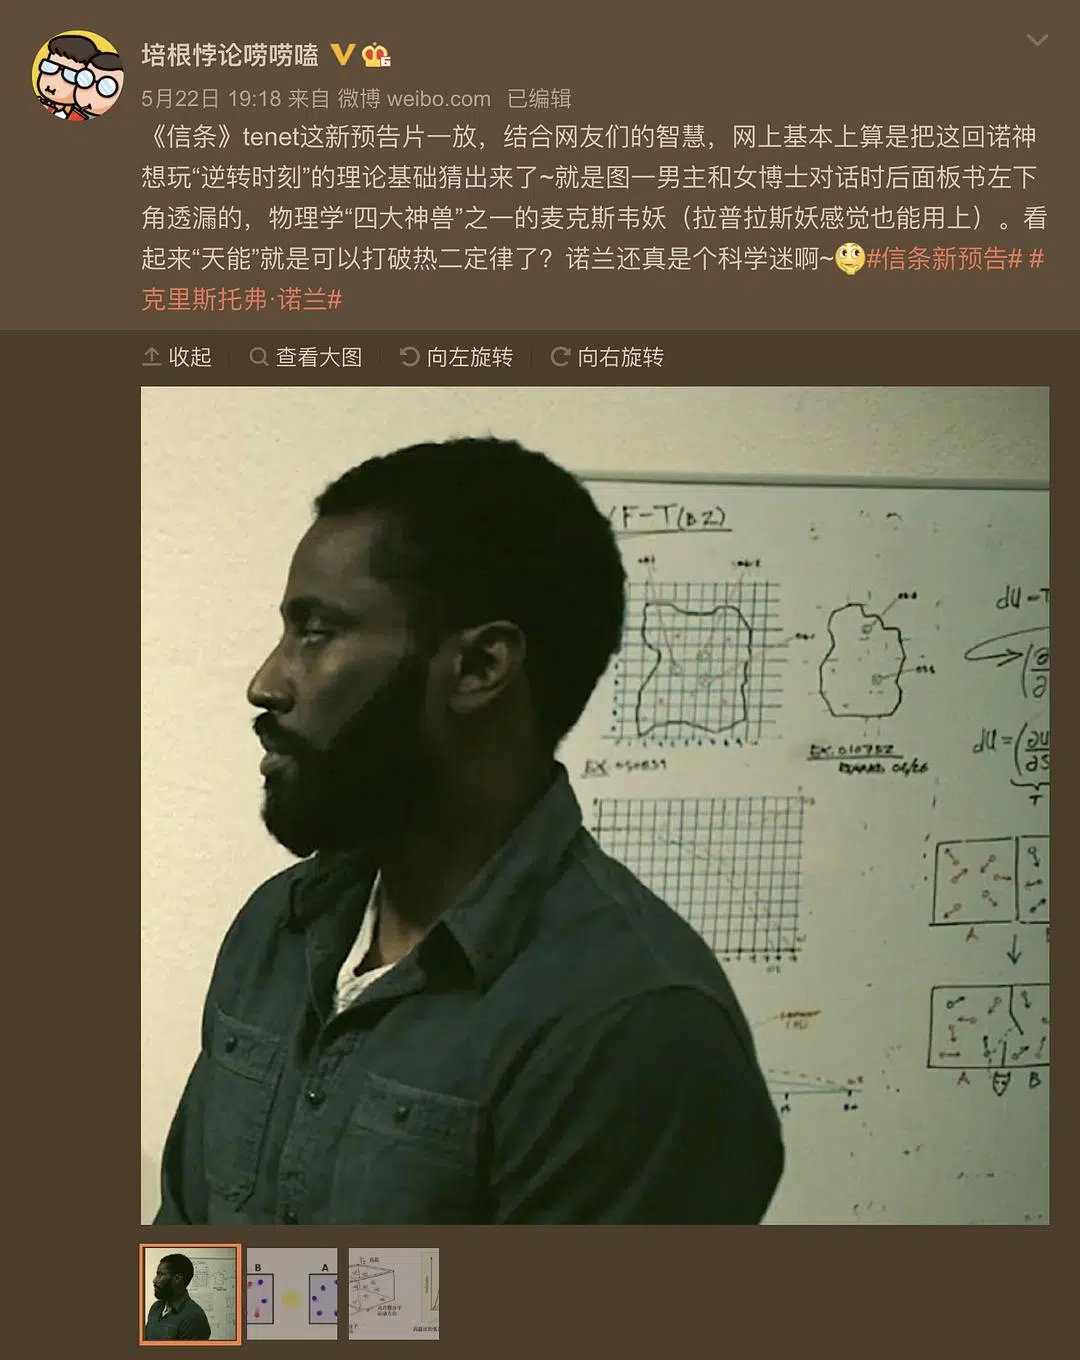 培根悖论唠唠嗑
5月22日 19:18 来自 微博 weibo.com 已编辑
《信条》tenet这新预告片一放，结合网友们的智慧，网上基本上算是把这回诺神
想玩“逆转时刻”的理论基础猜出来了~就是图一男主和女博士对话时后面板书左下
角透漏的，物理学“四大神兽”之一的麦克斯韦妖（拉普拉斯妖感觉也能用上）。看
起来“天能”就是可以打破热二定律了？诺兰还真是个科学迷啊~#信条新预告# #
克里斯托弗·诺兰#
收起 查看大图 向左旋转 向右旋转
F-T(BZ)
dU-T
dU=(∂U
∂S
T
A
A B
B A